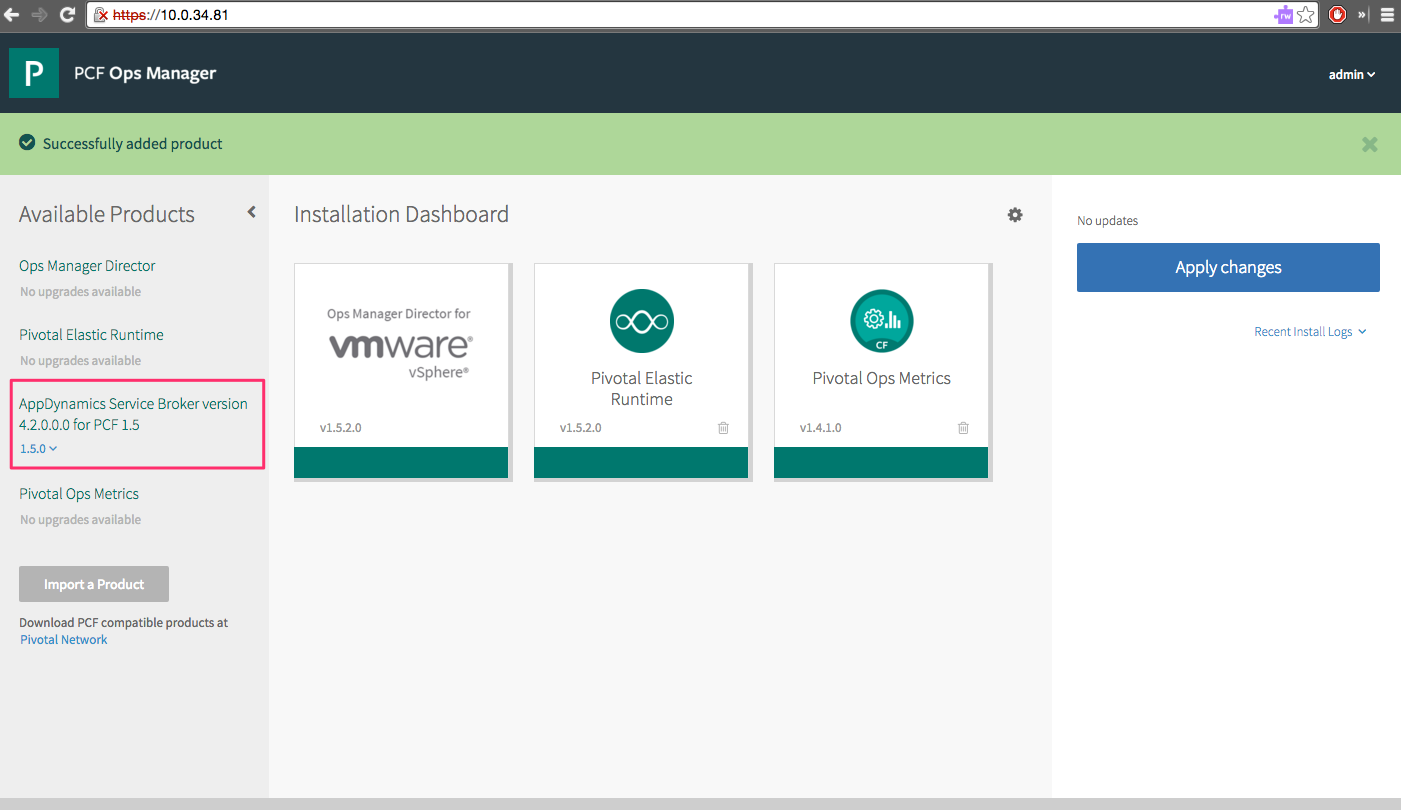 https://10.0.34.81
rw
P
PCF Ops Manager
admin
Successfully added product
Available Products
Ops Manager Director
No upgrades available
Pivotal Elastic Runtime
No upgrades available
AppDynamics Service Broker version
4.2.0.0.0 for PCF 1.5
1.5.0
Pivotal Ops Metrics
No upgrades available
Import a Product
Download PCF compatible products at
Pivotal Network
Installation Dashboard
Ops Manager Director for
vmware®
vSphere®
v1.5.2.0
Pivotal Elastic
Runtime
v1.5.2.0
CF
Pivotal Ops Metrics
v1.4.1.0
No updates
Apply changes
Recent Install Logs